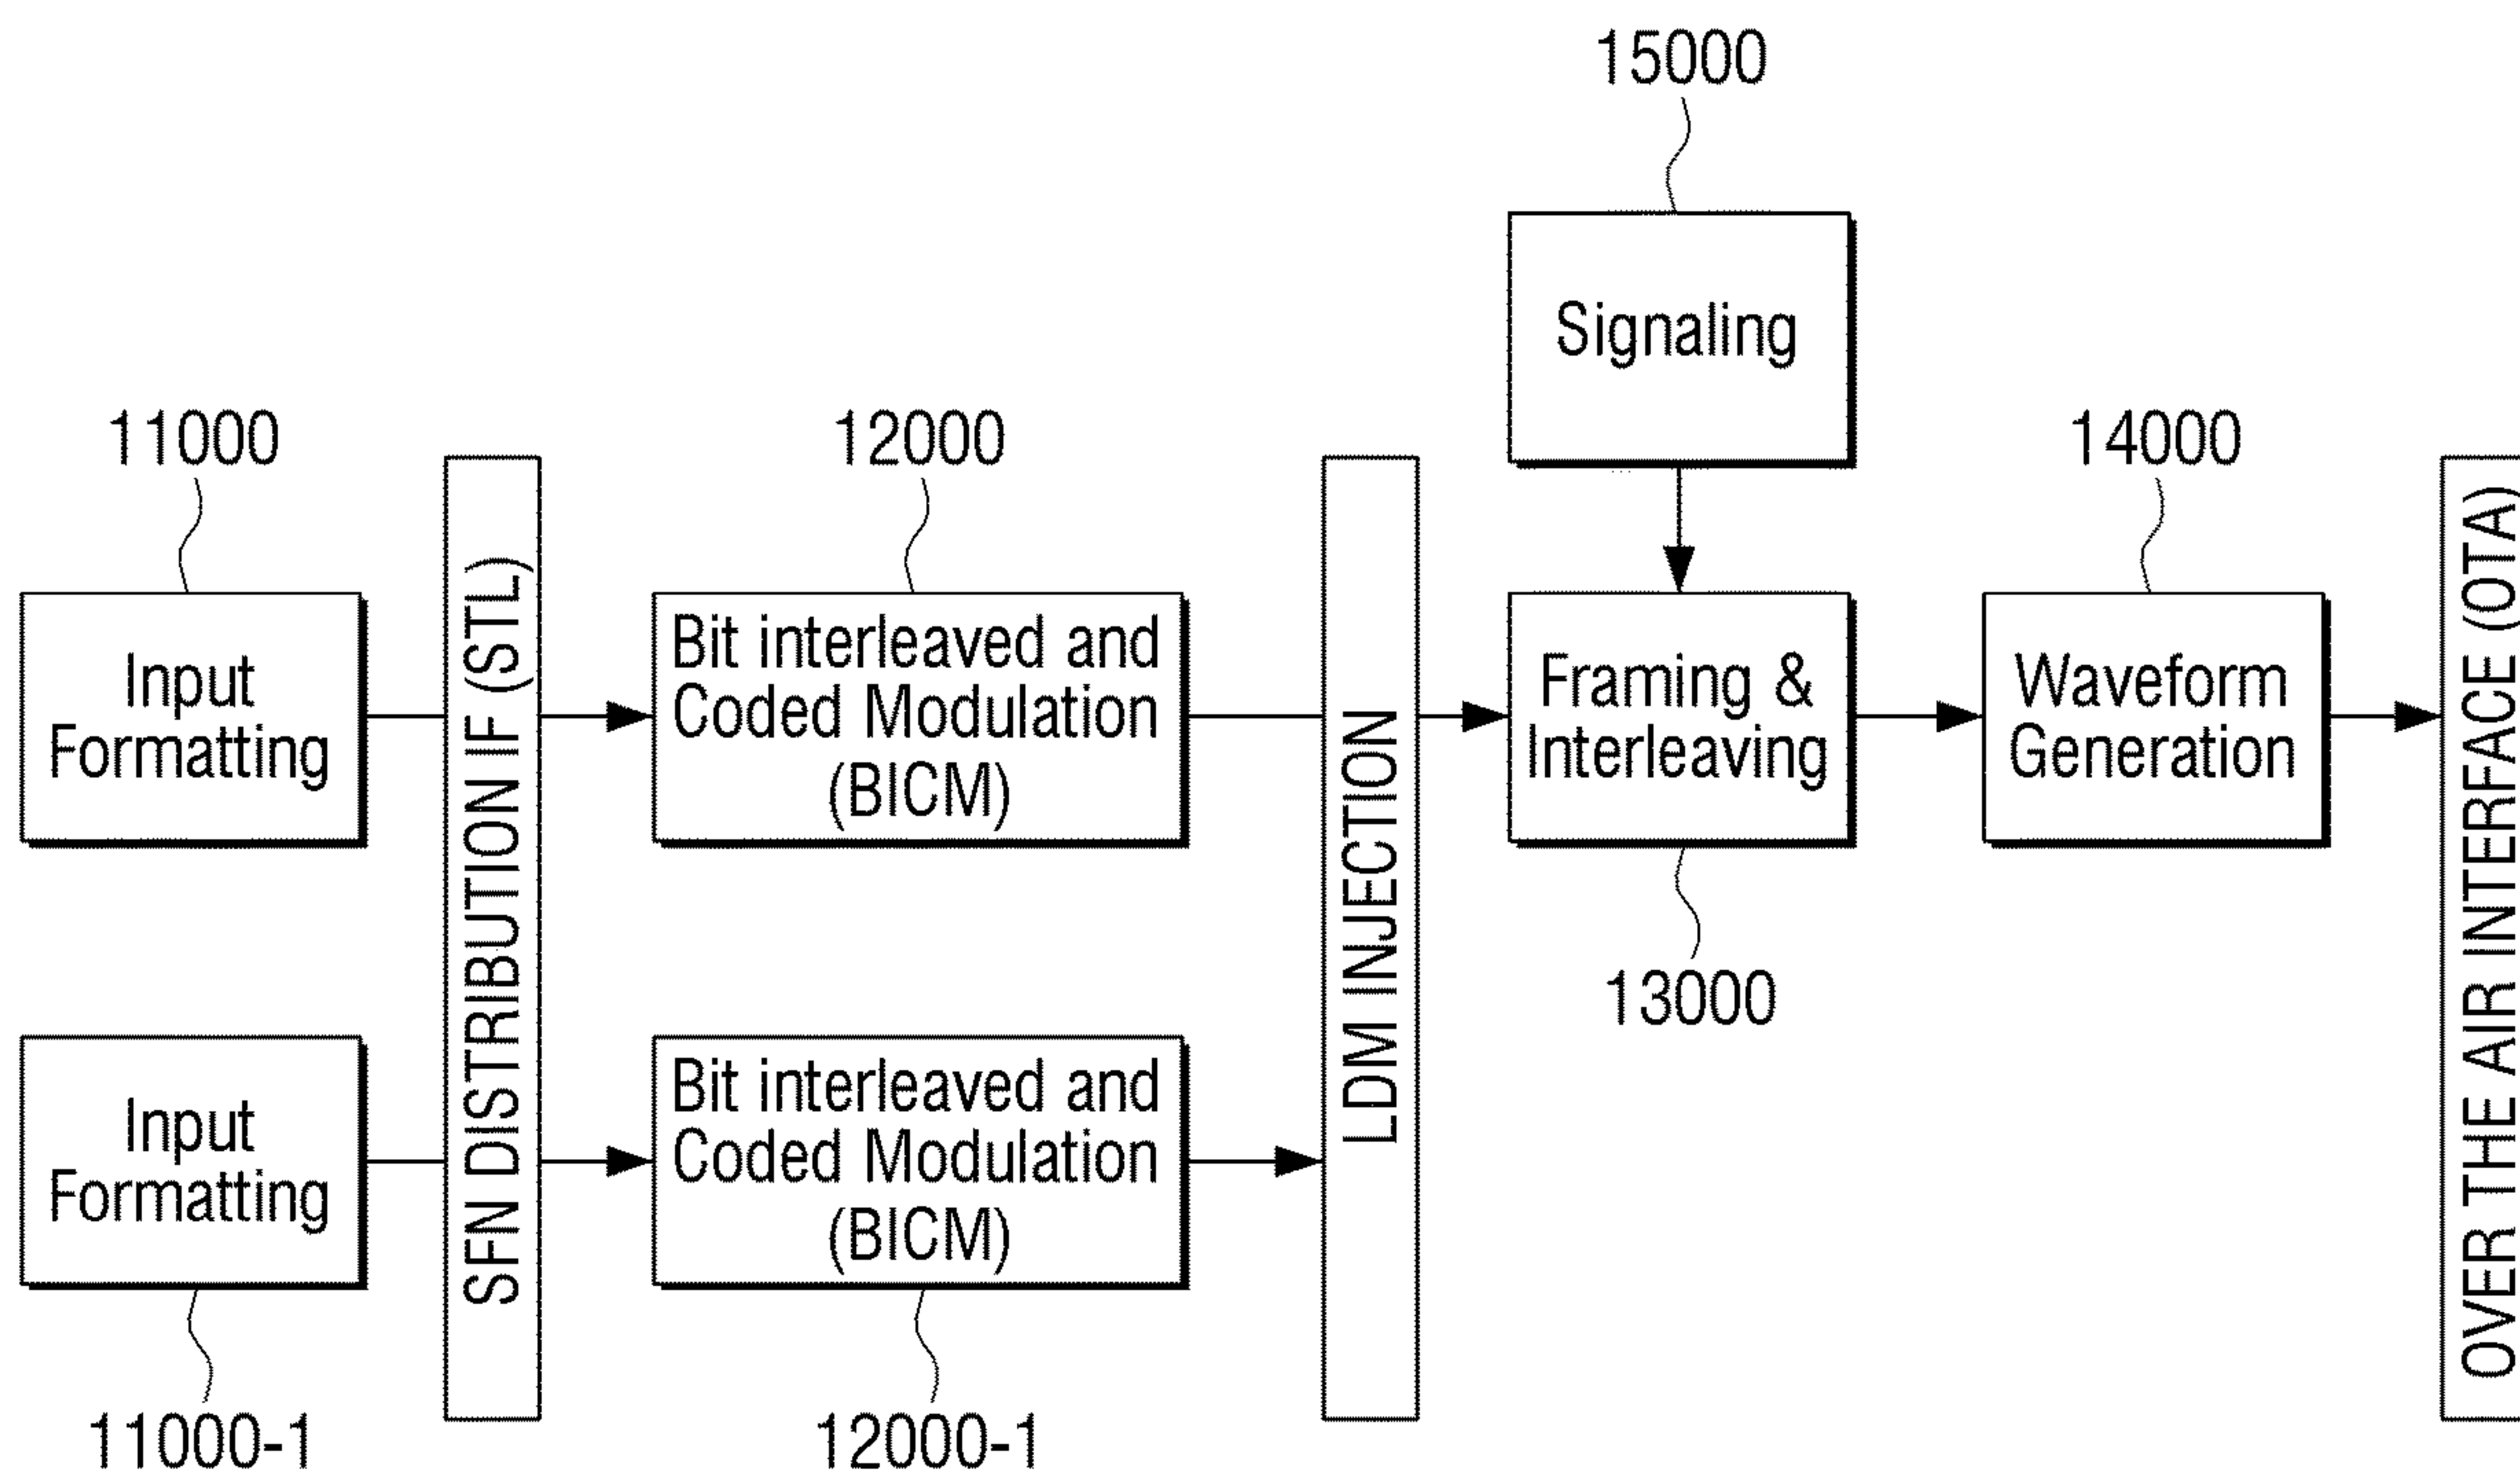 15000
Signaling
11000
12000
14000
Input
Formatting
SFN DISTRIBUTION IF (STL)
Bit interleaved and
Coded Modulation
(BICM)
LDM INJECTION
Framing &
Interleaving
Waveform
Generation
OVER THE AIR INTERFACE (OTA)
13000
Input
Formatting
Bit interleaved and
Coded Modulation
(BICM)
11000-1
12000-1